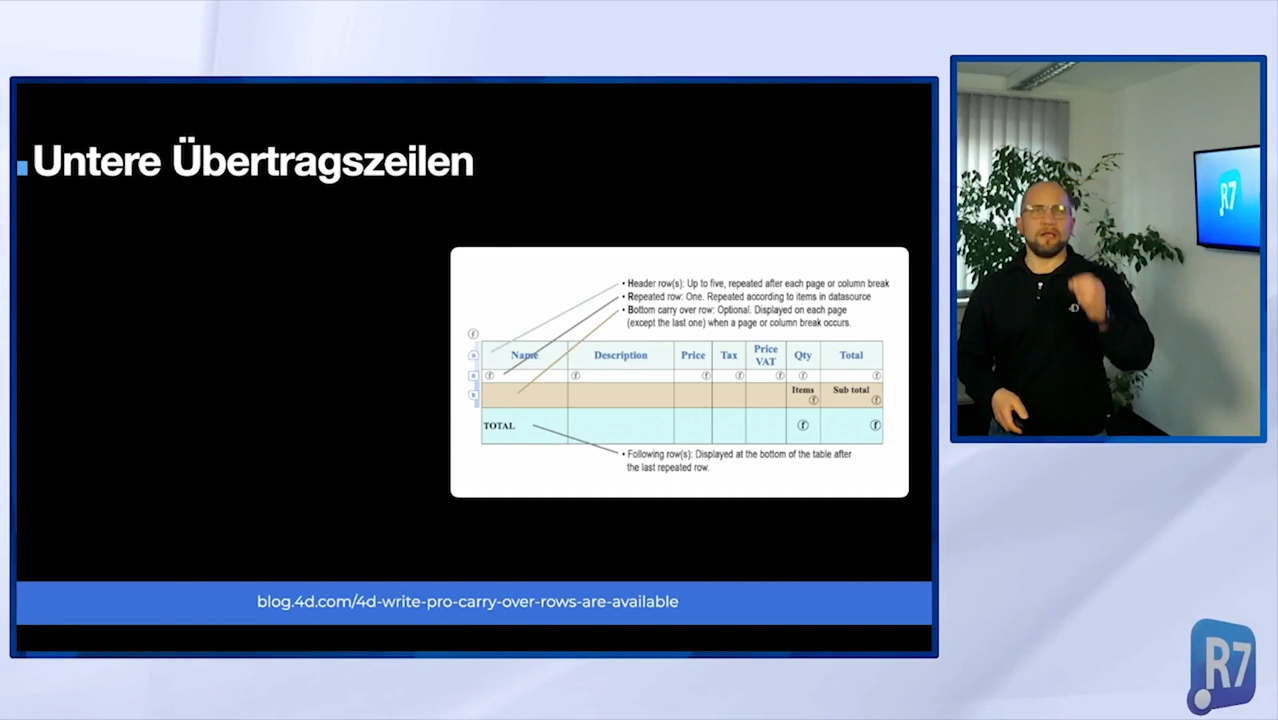 Untere Übertragszeilen
• Header row(s): Up to five, repeated after each page or column break
• Repeated row: One. Repeated according to items in datasource
• Bottom carry over row: Optional. Displayed on each page
(except the last one) when a page or column break occurs.
Name Description Price Tax Price VAT Qty Total
Items Sub total
TOTAL
• Following row(s): Displayed at the bottom of the table after
the last repeated row.
blog.4d.com/4d-write-pro-carry-over-rows-are-available
R7
R7